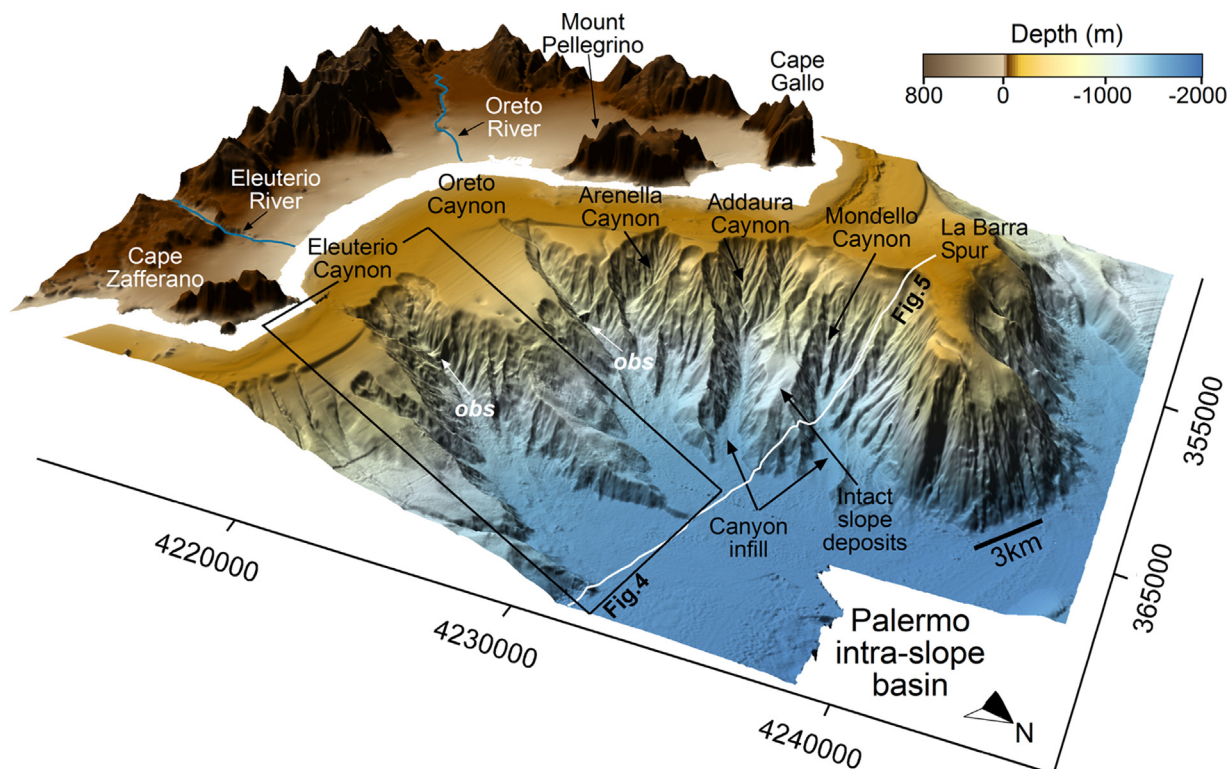 Mount
Pellegrino
Cape
Gallo
Depth (m)
800
0
-1000
-2000
Oreto
River
Eleuterio
River
Cape
Zafferano
Oreto
Caynon
Eleuterio
Caynon
Arenella
Caynon
Addaura
Caynon
Mondello
Caynon
La Barra
Spur
Fig.5
obs
obs
Canyon
infill
Intact
slope
deposits
3km
Fig.4
355000
365000
4220000
4230000
4240000
Palermo
intra-slope
basin
N